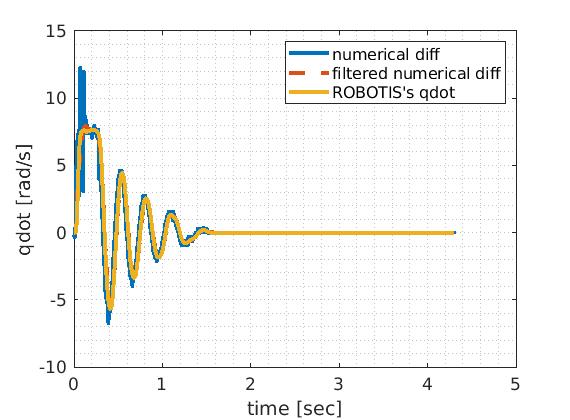 15
10
5
0
-5
-10
qdot [rad/s]
numerical diff
filtered numerical diff
ROBOTIS's qdot
0 1 2 3 4 5
time [sec]